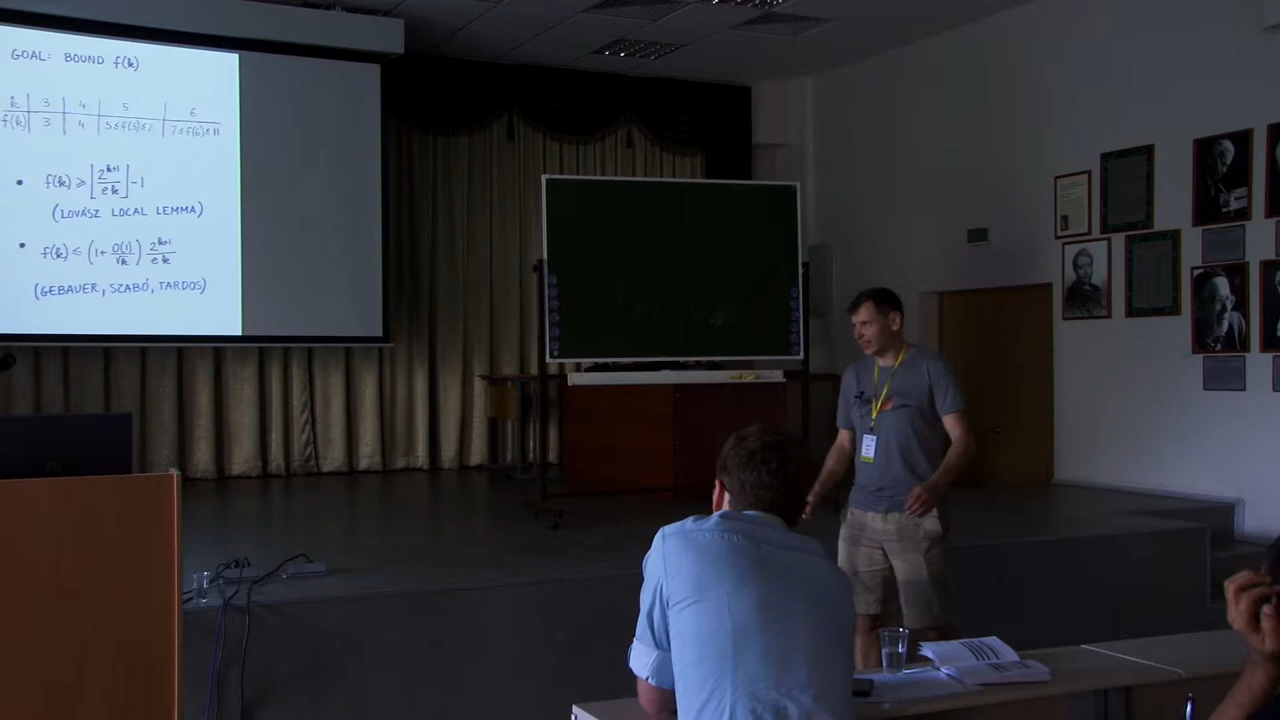 GOAL: BOUND f(k)
k 3 4 5 6
f(k) 3 4 5≤f(5)≤7 7≤f(6)≤11
• f(k) ≥ ⌊2^{k+1}/ek⌋ - 1
(LOVÁSZ LOCAL LEMMA)
• f(k) ≤ (1 + O(1)/√k) 2^{k+1}/ek
(GEBAUER, SZABÓ, TARDOS)